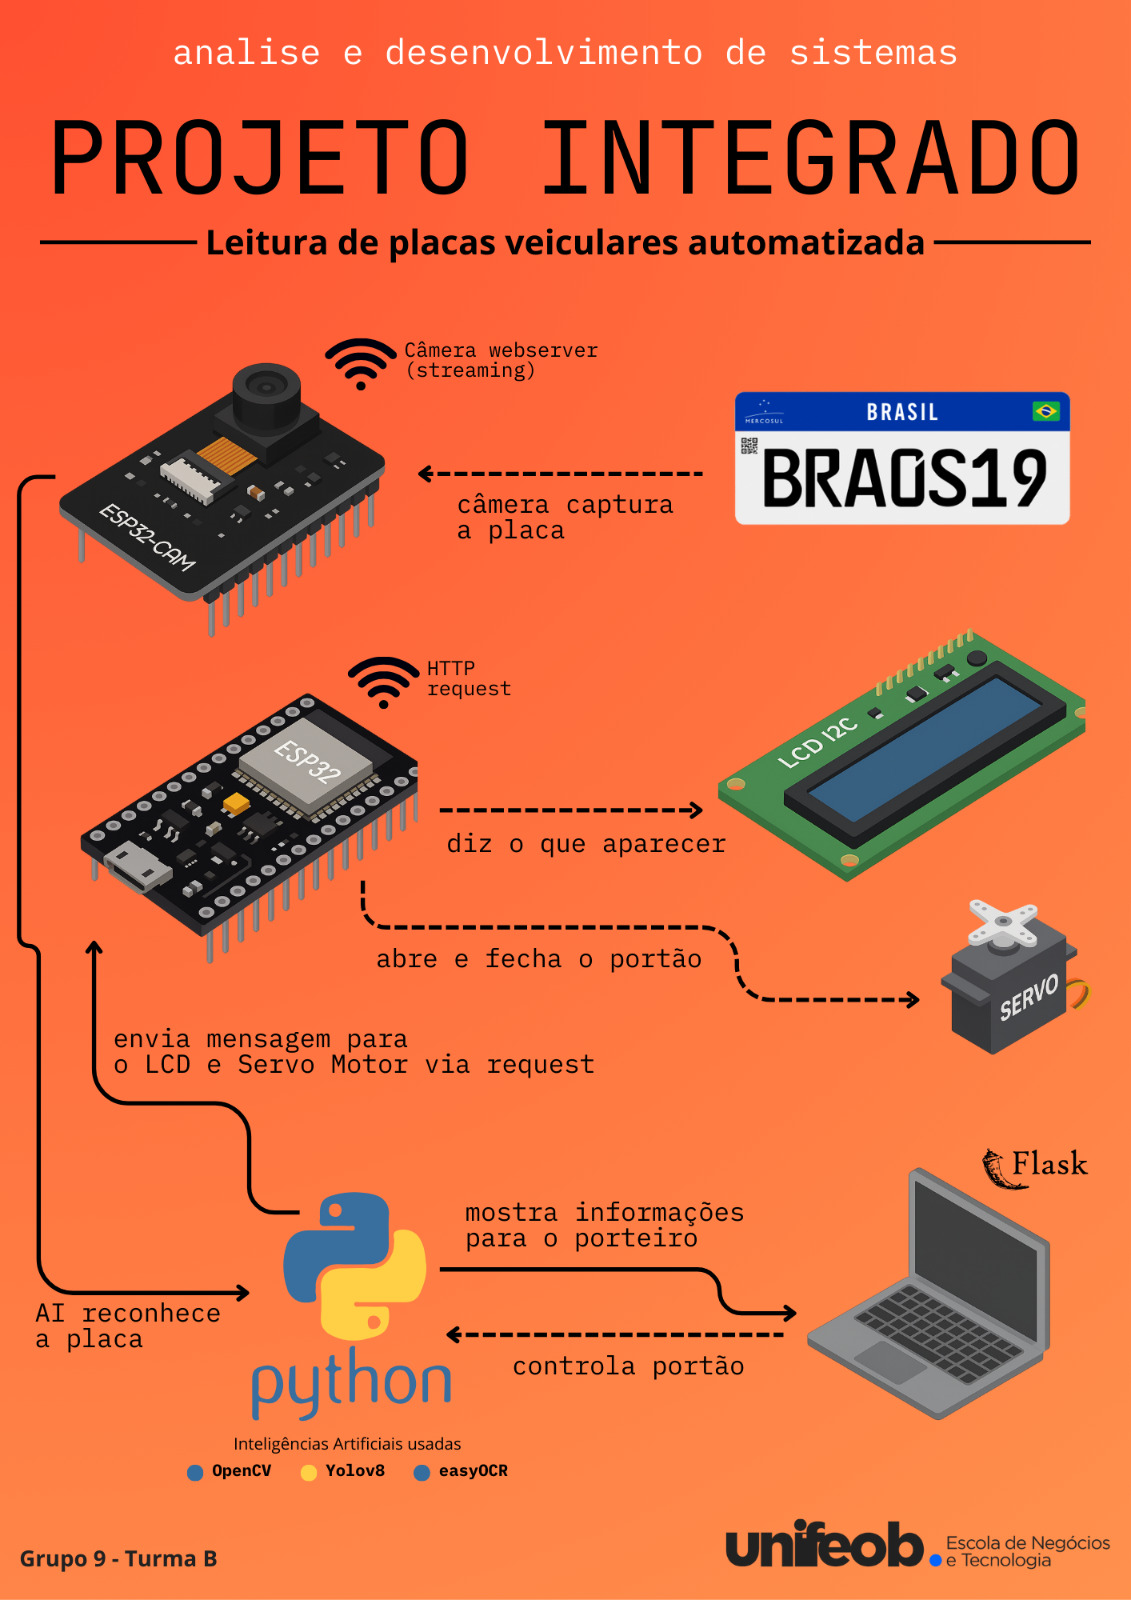 analise e desenvolvimento de sistemas
PROJETO INTEGRADO
Leitura de placas veiculares automatizada
Câmera webserver
(streaming)
MERCOSUL
BRASIL
BRA0S19
câmera captura
a placa
ESP32-CAM
HTTP
request
ESP32
LCD I2C
diz o que aparecer
abre e fecha o portão
SERVO
envia mensagem para
o LCD e Servo Motor via request
Flask
mostra informações
para o porteiro
AI reconhece
a placa
controla portão
python
Inteligências Artificiais usadas
OpenCV Yolov8 easyOCR
Grupo 9 - Turma B
unifeob
Escola de Negócios
e Tecnologia